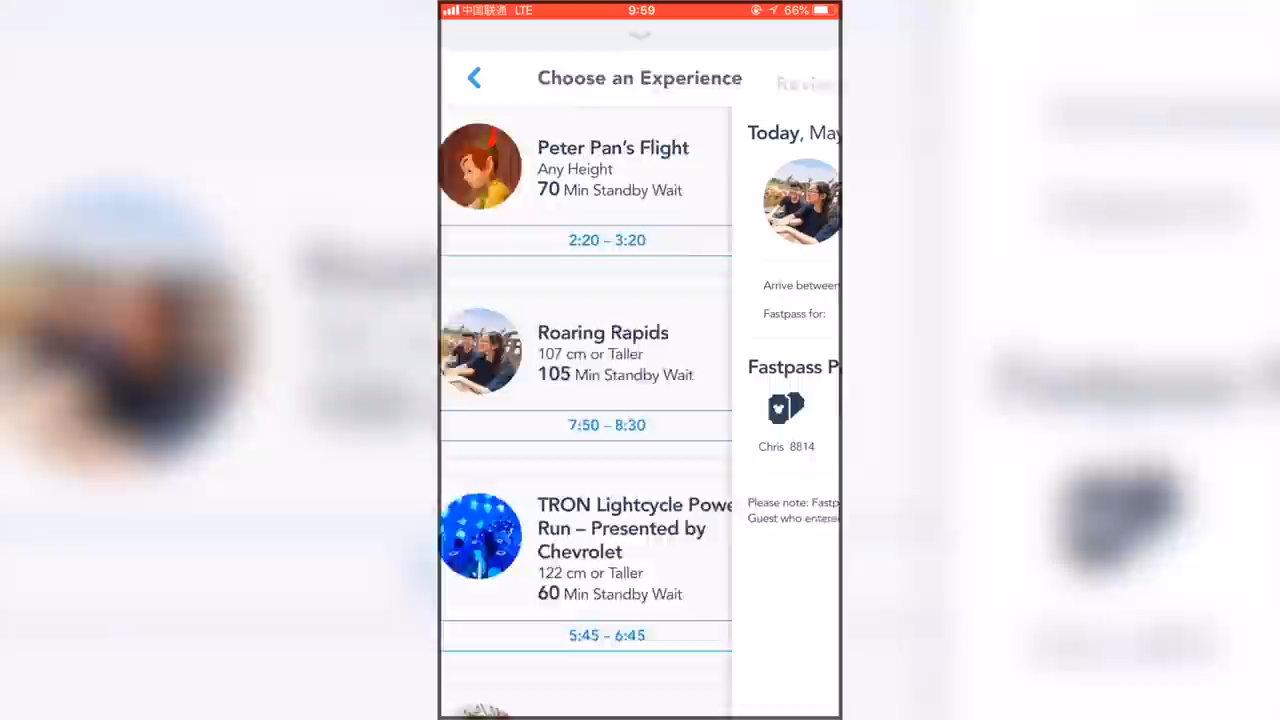 中国联通 LTE 9:59 66%
Choose an Experience
Peter Pan's Flight
Any Height
70 Min Standby Wait
2:20 – 3:20
Roaring Rapids
107 cm or Taller
105 Min Standby Wait
7:50 – 8:30
TRON Lightcycle Powe
Run – Presented by
Chevrolet
122 cm or Taller
60 Min Standby Wait
5:45 – 6:45
Today, May
Arrive between
Fastpass for:
Fastpass P
Chris 8814
Please note: Fastp
Guest who entered